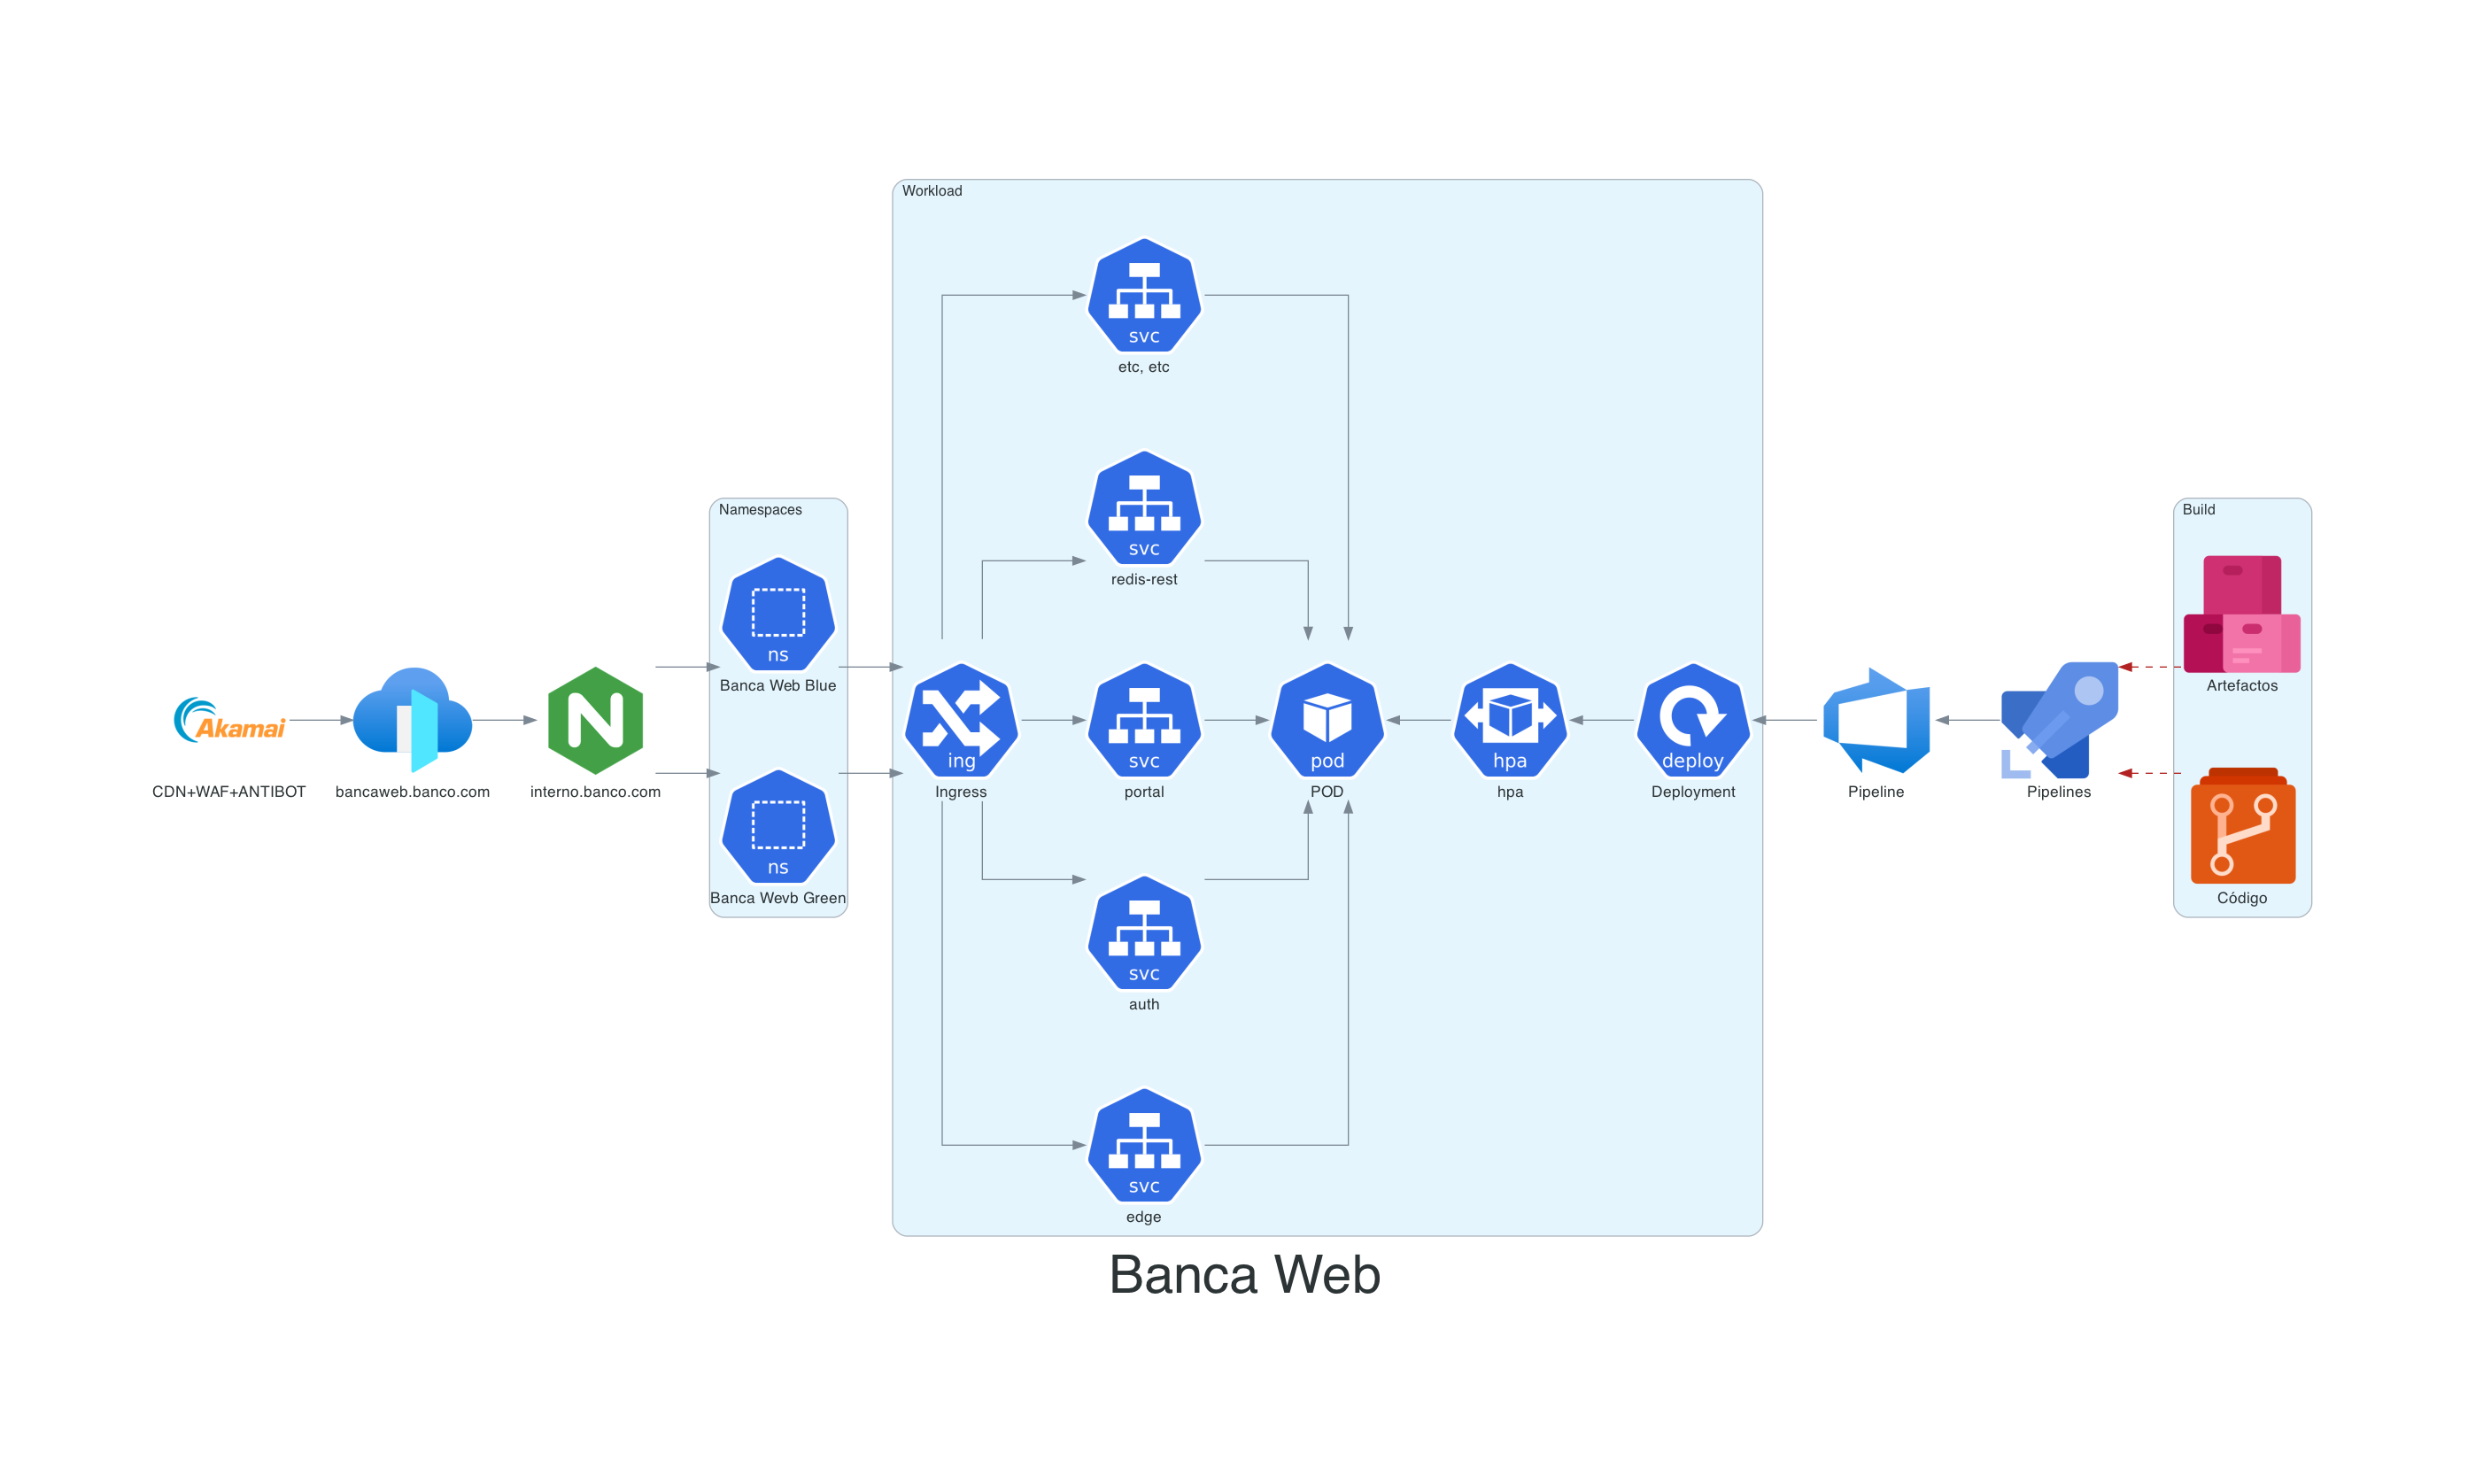 Workload
svc
etc, etc
svc
redis-rest
Namespaces
ns
Banca Web Blue
ns
Banca Wevb Green
Akamai
CDN+WAF+ANTIBOT
bancaweb.banco.com
N
interno.banco.com
ing
Ingress
svc
portal
pod
POD
hpa
hpa
deploy
Deployment
Pipeline
Pipelines
Build
Artefactos
Código
svc
auth
svc
edge
Banca Web